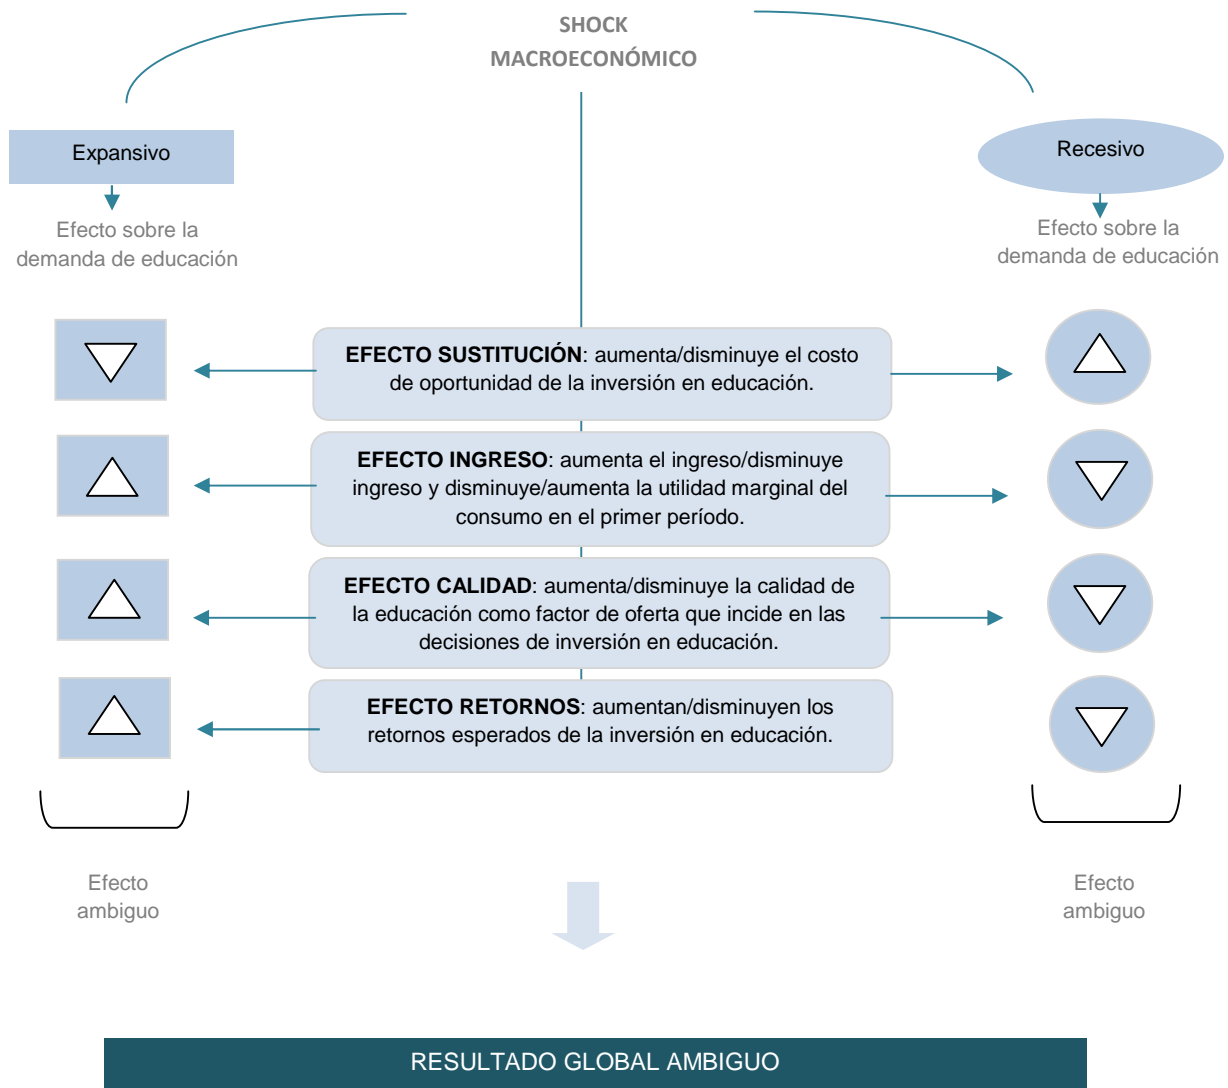 SHOCK
MACROECONÓMICO
Expansivo
Recesivo
Efecto sobre la
demanda de educación
Efecto sobre la
demanda de educación
EFECTO SUSTITUCIÓN: aumenta/disminuye el costo
de oportunidad de la inversión en educación.
EFECTO INGRESO: aumenta el ingreso/disminuye
ingreso y disminuye/aumenta la utilidad marginal del
consumo en el primer período.
EFECTO CALIDAD: aumenta/disminuye la calidad de
la educación como factor de oferta que incide en las
decisiones de inversión en educación.
EFECTO RETORNOS: aumentan/disminuyen los
retornos esperados de la inversión en educación.
Efecto
ambiguo
Efecto
ambiguo
RESULTADO GLOBAL AMBIGUO